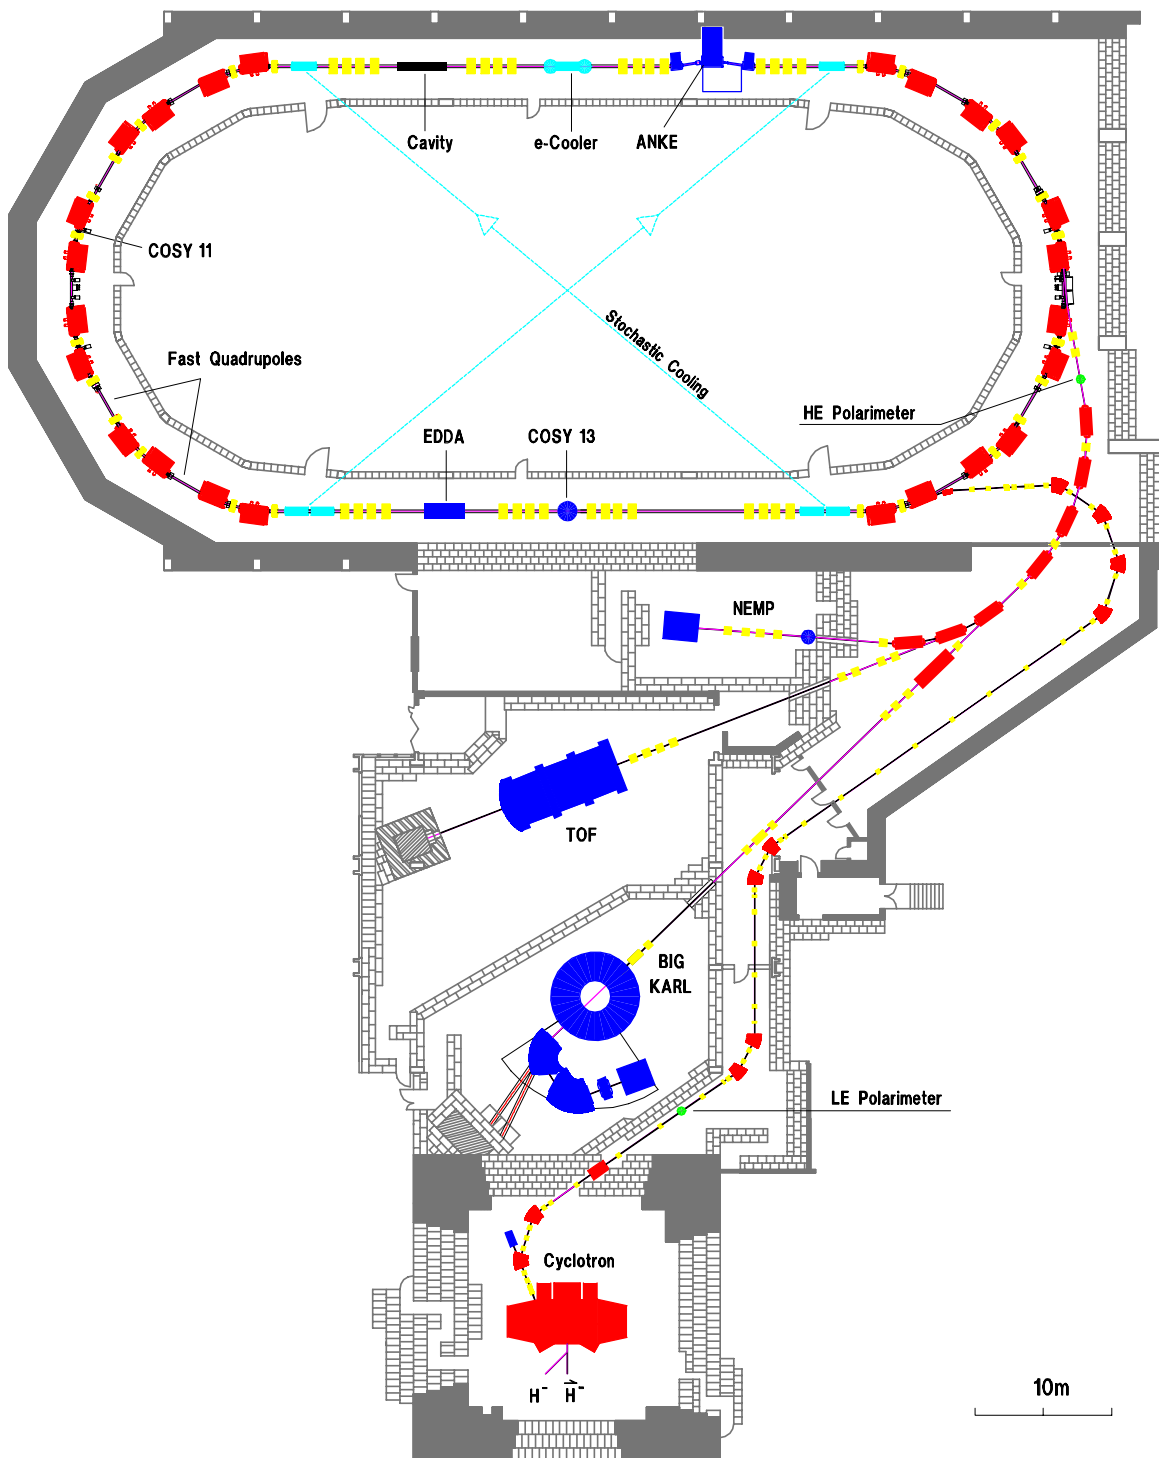 Cavity
e-Cooler
ANKE
COSY 11
Stochastic Cooling
Fast Quadrupoles
HE Polarimeter
EDDA
COSY 13
NEMP
TOF
BIG
KARL
LE Polarimeter
Cyclotron
H⁻ H⃗⁻
10m